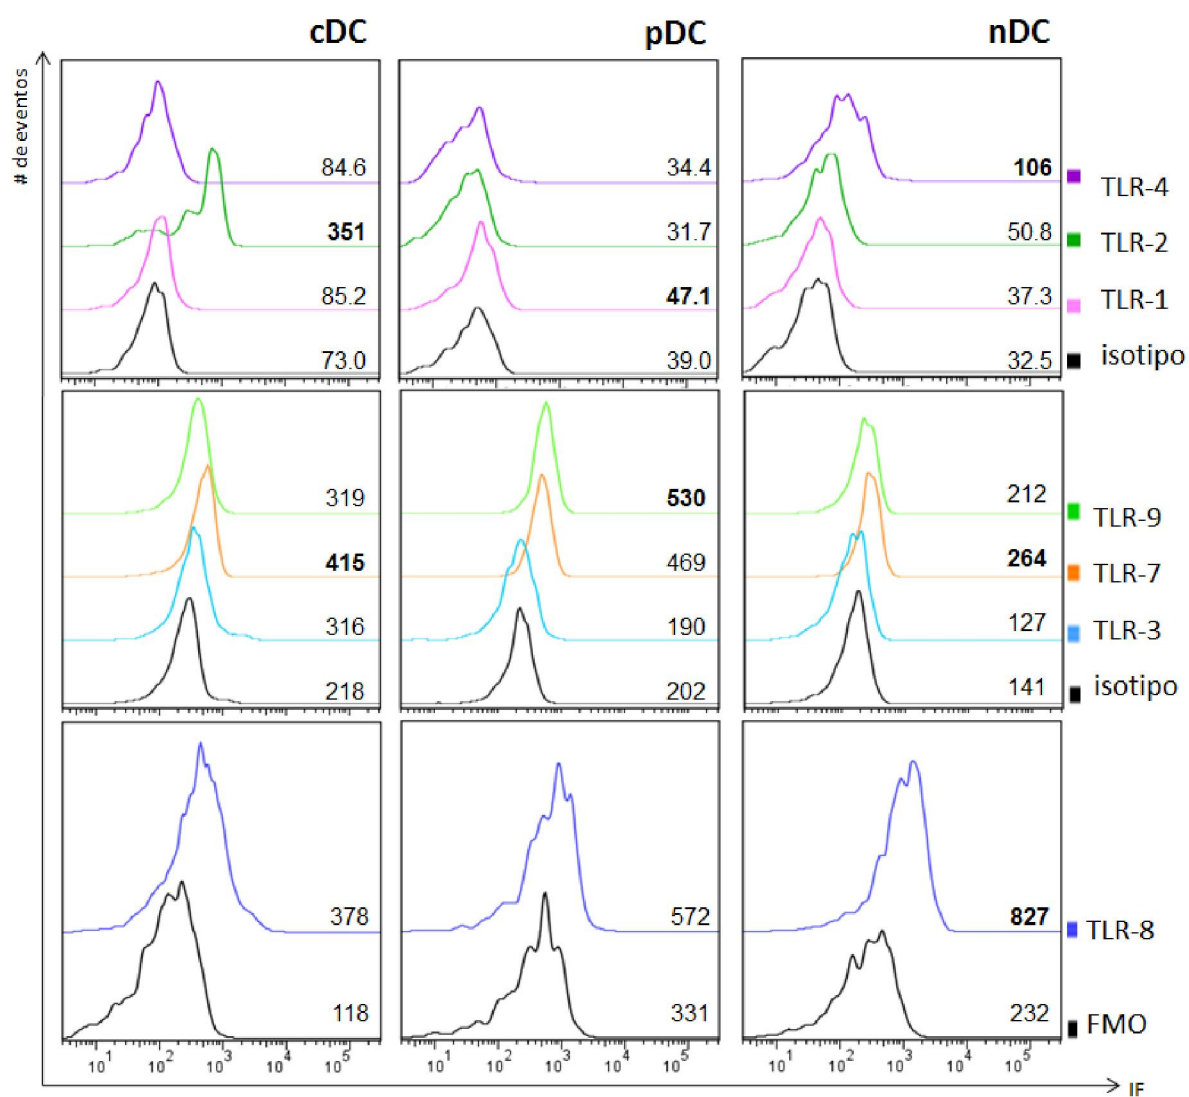 cDC pDC nDC
# de eventos
84.6 34.4 106 TLR-4
351 31.7 50.8 TLR-2
85.2 47.1 37.3 TLR-1
73.0 39.0 32.5 isotipo
319 530 212 TLR-9
415 469 264 TLR-7
316 190 127 TLR-3
218 202 141 isotipo
378 572 827 TLR-8
118 331 232 FMO
10¹ 10² 10³ 10⁴ 10⁵ 10¹ 10² 10³ 10⁴ 10⁵ 10¹ 10² 10³ 10⁴ 10⁵
IF